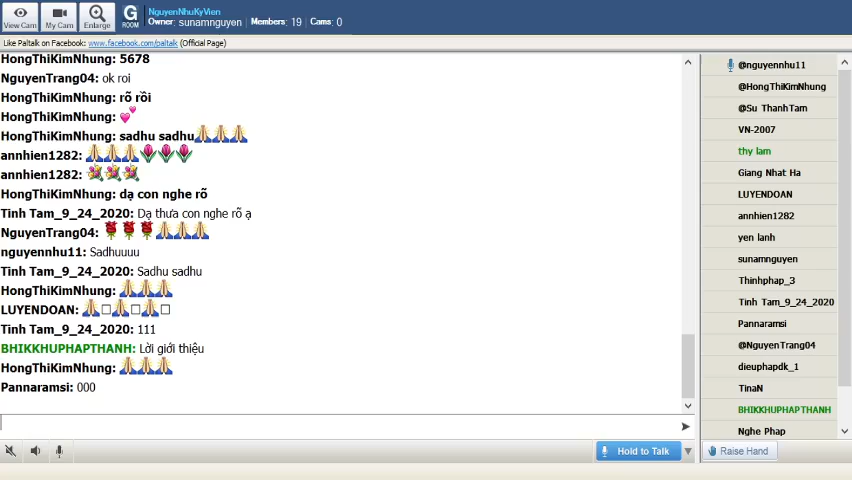 NguyenNhuKyVien
Owner: sunamnguyen Members: 19 Cams: 0
View Cam My Cam Enlarge G ROOM
Like Paltalk on Facebook: www.facebook.com/paltalk (Official Page)
HongThiKimNhung: 5678
NguyenTrang04: ok roi
HongThiKimNhung: rõ rồi
HongThiKimNhung: 💕
HongThiKimNhung: sadhu sadhu🙏🙏🙏
annhien1282: 🙏🙏🙏🌷🌷🌷
annhien1282: 💐💐💐
HongThiKimNhung: dạ con nghe rõ
Tinh Tam_9_24_2020: Dạ thưa con nghe rõ ạ
NguyenTrang04: 🌹🌹🌹🙏🙏🙏
nguyennhu11: Sadhuuuu
Tinh Tam_9_24_2020: Sadhu sadhu
HongThiKimNhung: 🙏🙏🙏
LUYENDOAN: 🙏□🙏□🙏□
Tinh Tam_9_24_2020: 111
BHIKKHUPHAPTHANH: Lời giới thiệu
HongThiKimNhung: 🙏🙏🙏
Pannaramsi: 000
@nguyennhu11
@HongThiKimNhung
@Su ThanhTam
VN-2007
thy lam
Giang Nhat Ha
LUYENDOAN
annhien1282
yen lanh
sunamnguyen
Thinhphap_3
Tinh Tam_9_24_2020
Pannaramsi
@NguyenTrang04
dieuphapdk_1
TinaN
BHIKKHUPHAPTHANH
Nghe Phap
Hold to Talk
Raise Hand